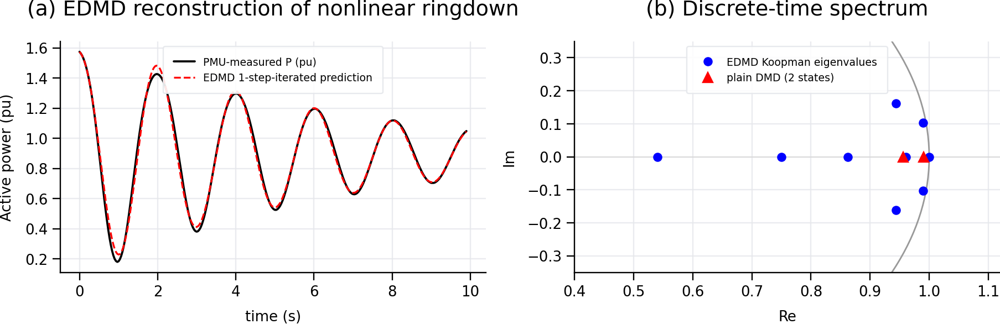 (a) EDMD reconstruction of nonlinear ringdown
Active power (pu)
1.6
1.4
1.2
1.0
0.8
0.6
0.4
0.2
PMU-measured P (pu)
EDMD 1-step-iterated prediction
0 2 4 6 8 10
time (s)
(b) Discrete-time spectrum
Im
0.3
0.2
0.1
0.0
−0.1
−0.2
−0.3
EDMD Koopman eigenvalues
plain DMD (2 states)
0.4 0.5 0.6 0.7 0.8 0.9 1.0 1.1
Re